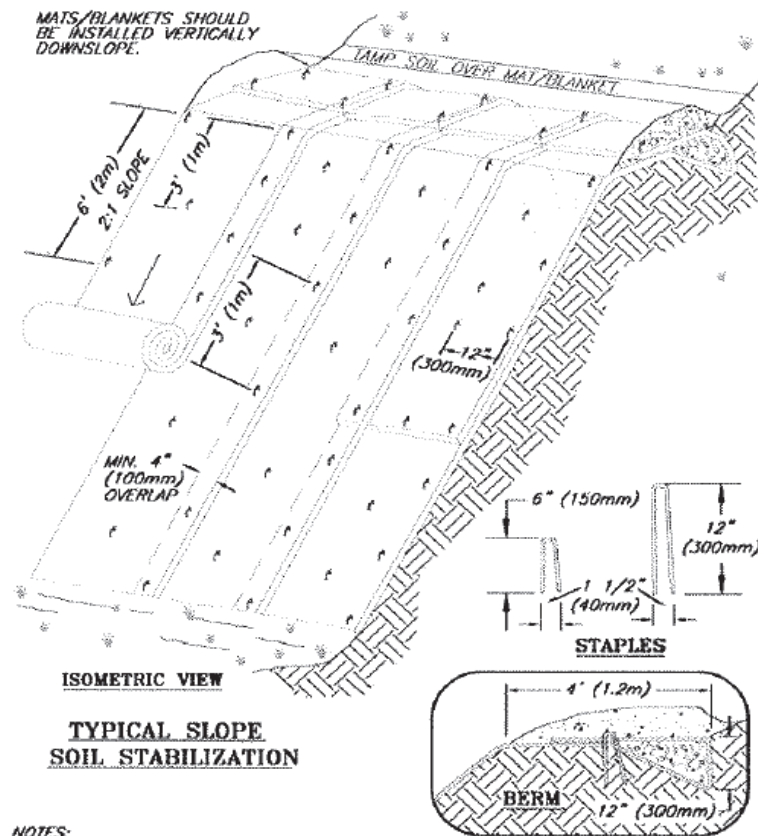 MATS/BLANKETS SHOULD
BE INSTALLED VERTICALLY
DOWNSLOPE.
TAMP SOIL OVER MAT/BLANKET
6' (2m)
2:1 SLOPE
3' (1m)
3' (1m)
12"
(300mm)
MIN. 4"
(100mm)
OVERLAP
6" (150mm)
12"
(300mm)
1 1/2"
(40mm)
STAPLES
ISOMETRIC VIEW
TYPICAL SLOPE
SOIL STABILIZATION
4' (1.2m)
BERM
12" (300mm)
NOTES: